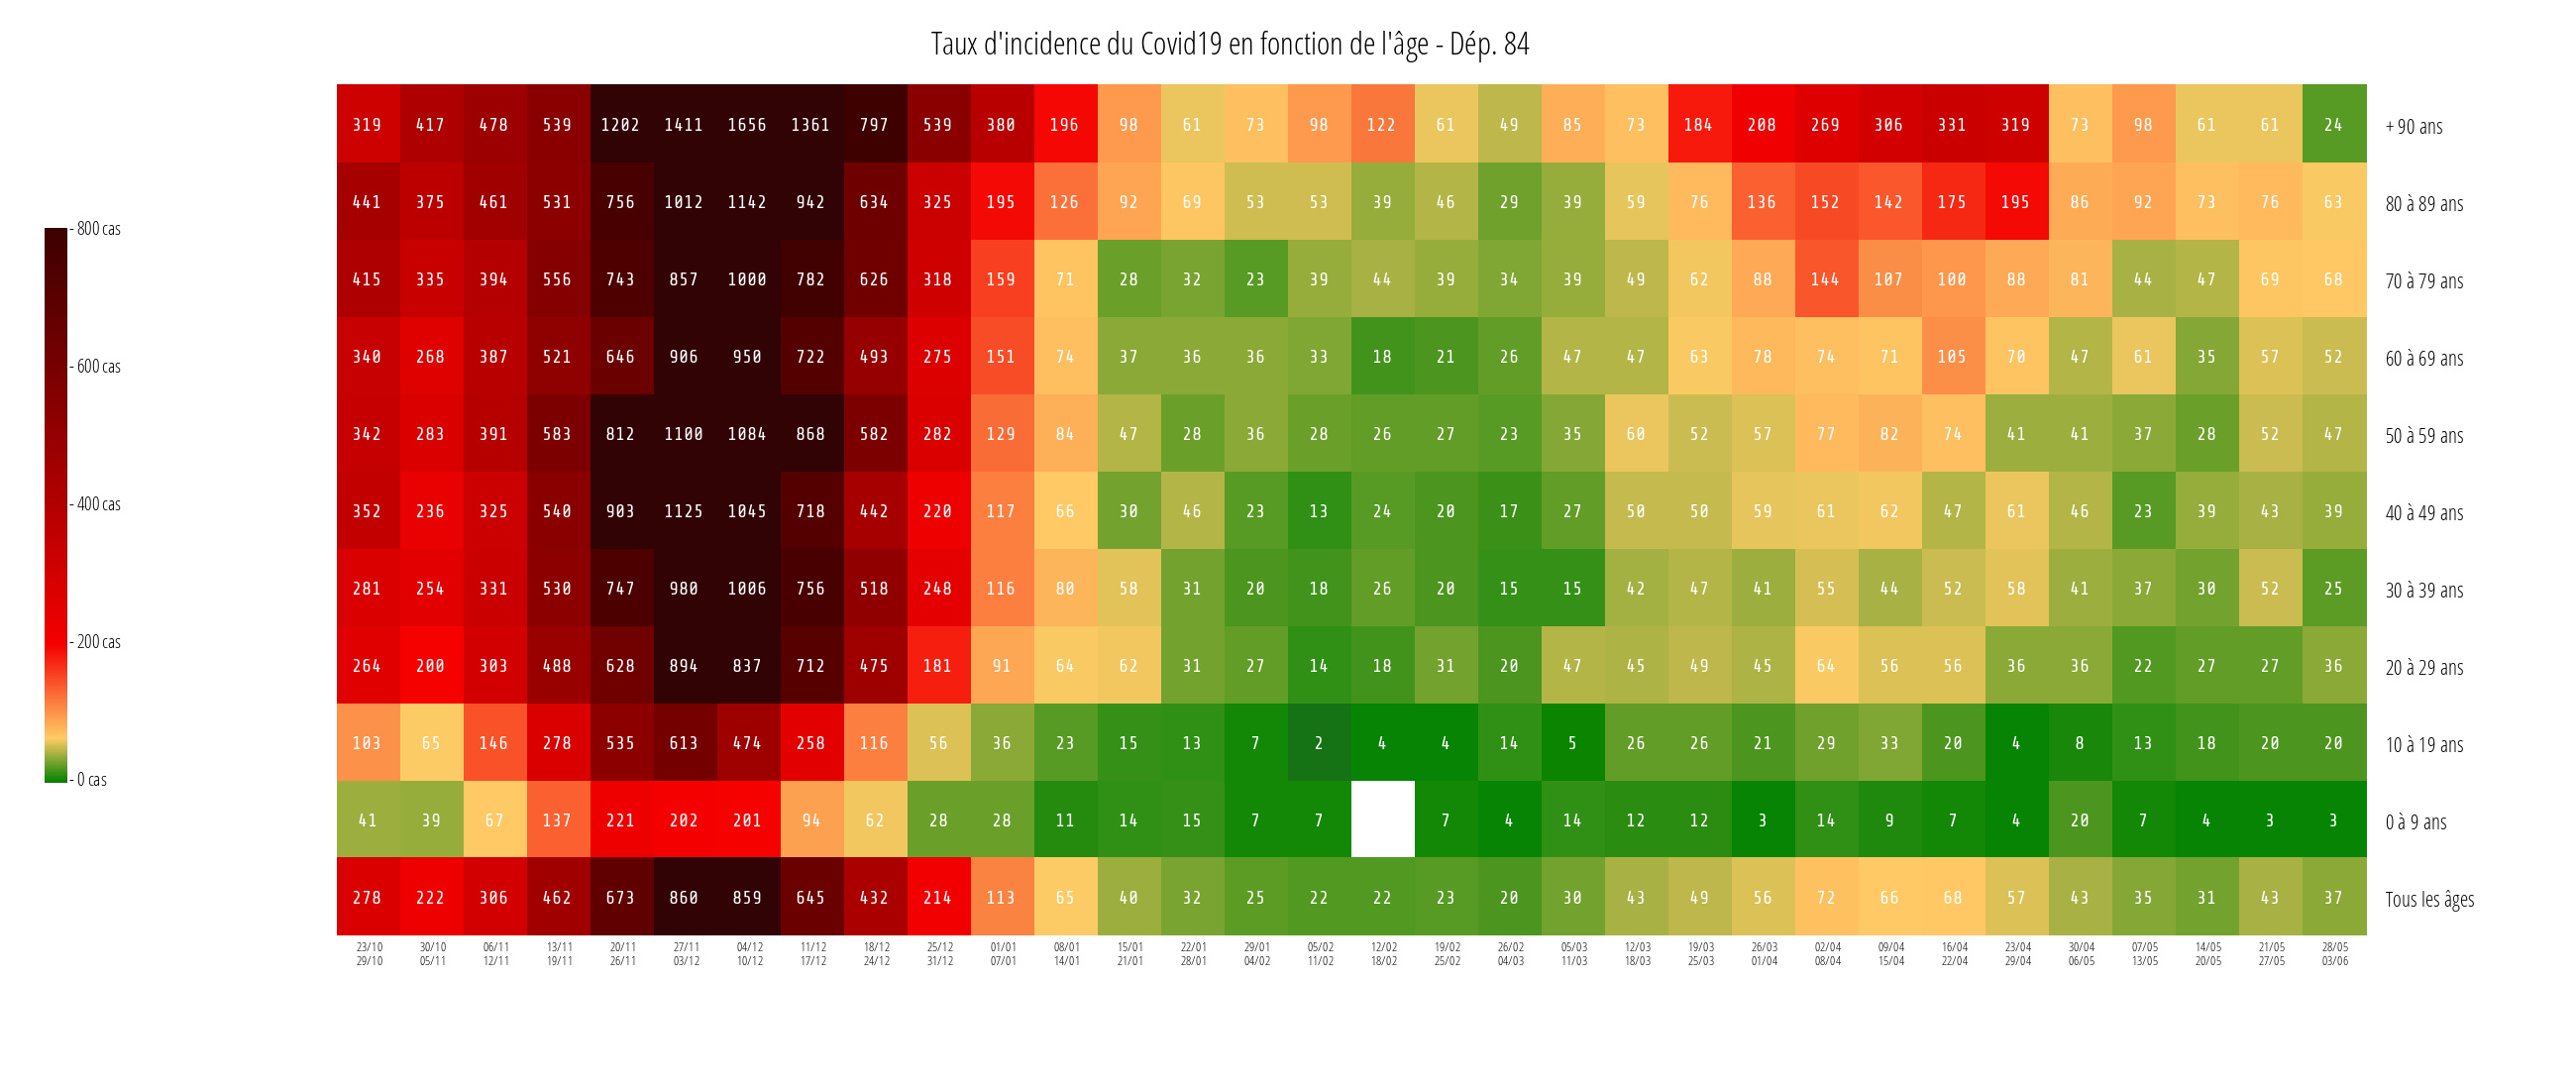 Taux d'incidence du Covid19 en fonction de l'âge - Dép. 84
319 417 478 539 1202 1411 1656 1361 797 539 380 196 98 61 73 98 122 61 49 85 73 184 208 269 306 331 319 73 98 61 61 24 + 90 ans
441 375 461 531 756 1012 1142 942 634 325 195 126 92 69 53 53 39 46 29 39 59 76 136 152 142 175 195 86 92 73 76 63 80 à 89 ans
- 800 cas
415 335 394 556 743 857 1000 782 626 318 159 71 28 32 23 39 44 39 34 39 49 62 88 144 107 100 88 81 44 47 69 68 70 à 79 ans
340 268 387 521 646 906 950 722 493 275 151 74 37 36 36 33 18 21 26 47 47 63 78 74 71 105 70 47 61 35 57 52 60 à 69 ans
- 600 cas
342 283 391 583 812 1100 1084 868 582 282 129 84 47 28 36 28 26 27 23 35 60 52 57 77 82 74 41 41 37 28 52 47 50 à 59 ans
- 400 cas
352 236 325 540 903 1125 1045 718 442 220 117 66 30 46 23 13 24 20 17 27 50 50 59 61 62 47 61 46 23 39 43 39 40 à 49 ans
281 254 331 530 747 980 1006 756 518 248 116 80 58 31 20 18 26 20 15 15 42 47 41 55 44 52 58 41 37 30 52 25 30 à 39 ans
- 200 cas
264 200 303 488 628 894 837 712 475 181 91 64 62 31 27 14 18 31 20 47 45 49 45 64 56 56 36 36 22 27 27 36 20 à 29 ans
103 65 146 278 535 613 474 258 116 56 36 23 15 13 7 2 4 4 14 5 26 26 21 29 33 20 4 8 13 18 20 20 10 à 19 ans
- 0 cas
41 39 67 137 221 202 201 94 62 28 28 11 14 15 7 7 7 4 14 12 12 3 14 9 7 4 20 7 4 3 3 0 à 9 ans
278 222 306 462 673 860 859 645 432 214 113 65 40 32 25 22 22 23 20 30 43 49 56 72 66 68 57 43 35 31 43 37 Tous les âges
23/10 30/10 06/11 13/11 20/11 27/11 04/12 11/12 18/12 25/12 01/01 08/01 15/01 22/01 29/01 05/02 12/02 19/02 26/02 05/03 12/03 19/03 26/03 02/04 09/04 16/04 23/04 30/04 07/05 14/05 21/05 28/05
29/10 05/11 12/11 19/11 26/11 03/12 10/12 17/12 24/12 31/12 07/01 14/01 21/01 28/01 04/02 11/02 18/02 25/02 04/03 11/03 18/03 25/03 01/04 08/04 15/04 22/04 29/04 06/05 13/05 20/05 27/05 03/06